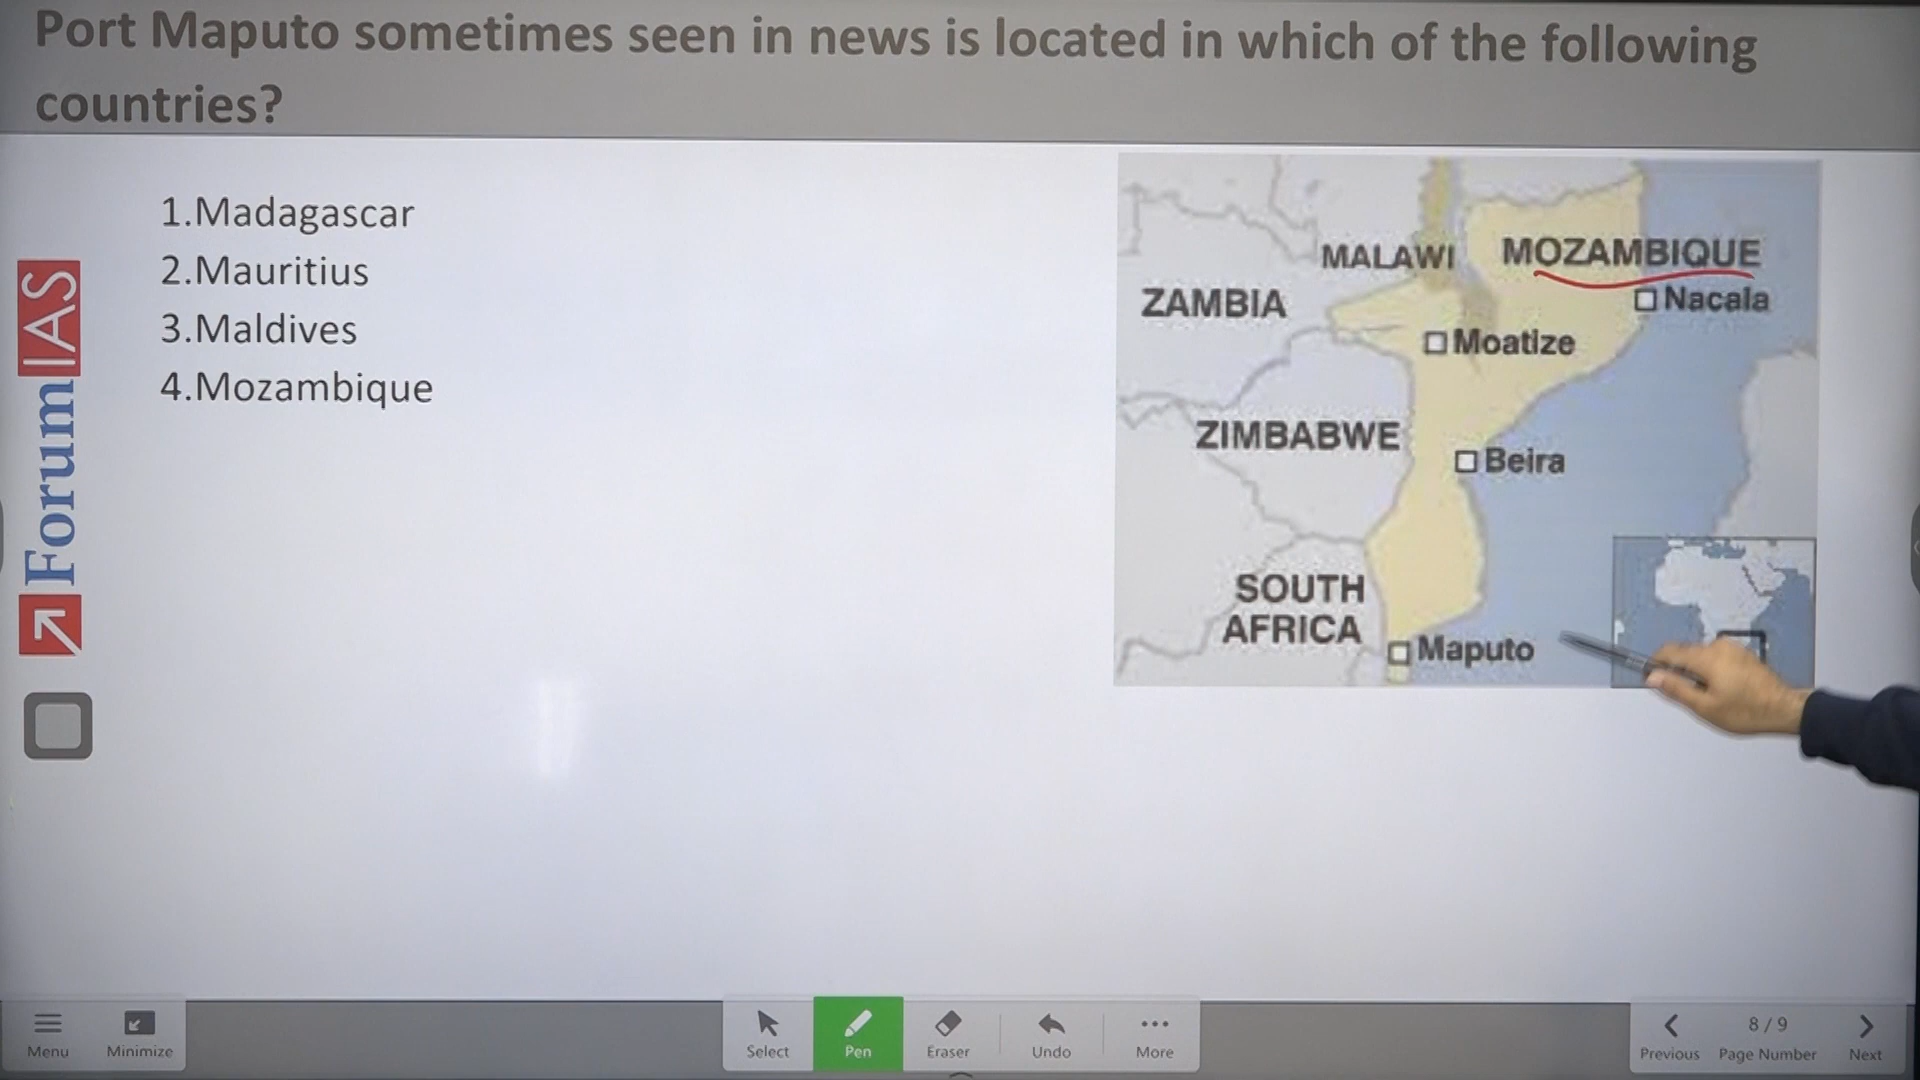 Port Maputo sometimes seen in news is located in which of the following
countries?
1.Madagascar
2.Mauritius
3.Maldives
4.Mozambique
ForumIAS
MALAWI
MOZAMBIQUE
ZAMBIA
Nacala
Moatize
ZIMBABWE
Beira
SOUTH
AFRICA
Maputo
Menu
Minimize
Select
Pen
Eraser
Undo
More
Previous
8 / 9
Page Number
Next